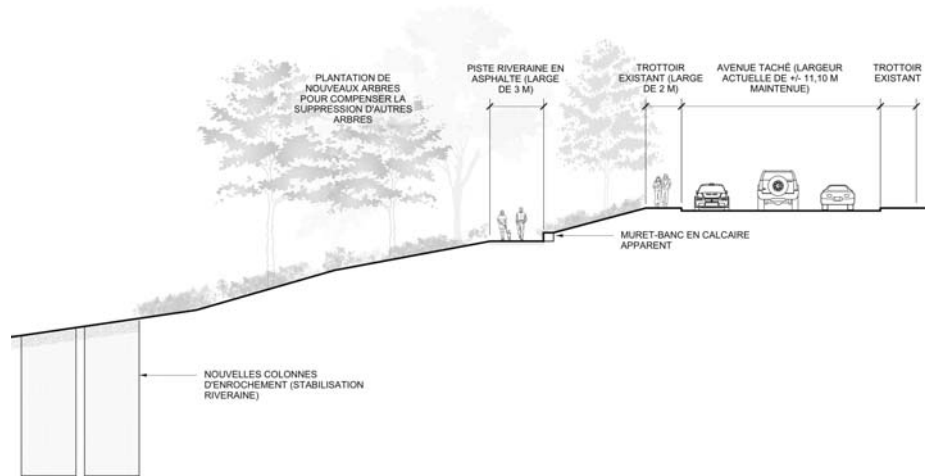 PLANTATION DE
NOUVEAUX ARBRES
POUR COMPENSER LA
SUPPRESSION D'AUTRES
ARBRES
PISTE RIVERAINE EN
ASPHALTE (LARGE
DE 3 M)
TROTTOIR
EXISTANT (LARGE
DE 2 M)
AVENUE TACHÉ (LARGEUR
ACTUELLE DE +/- 11,10 M
MAINTENUE)
TROTTOIR
EXISTANT
MURET-BANC EN CALCAIRE
APPARENT
NOUVELLES COLONNES
D'ENROCHEMENT (STABILISATION
RIVERAINE)